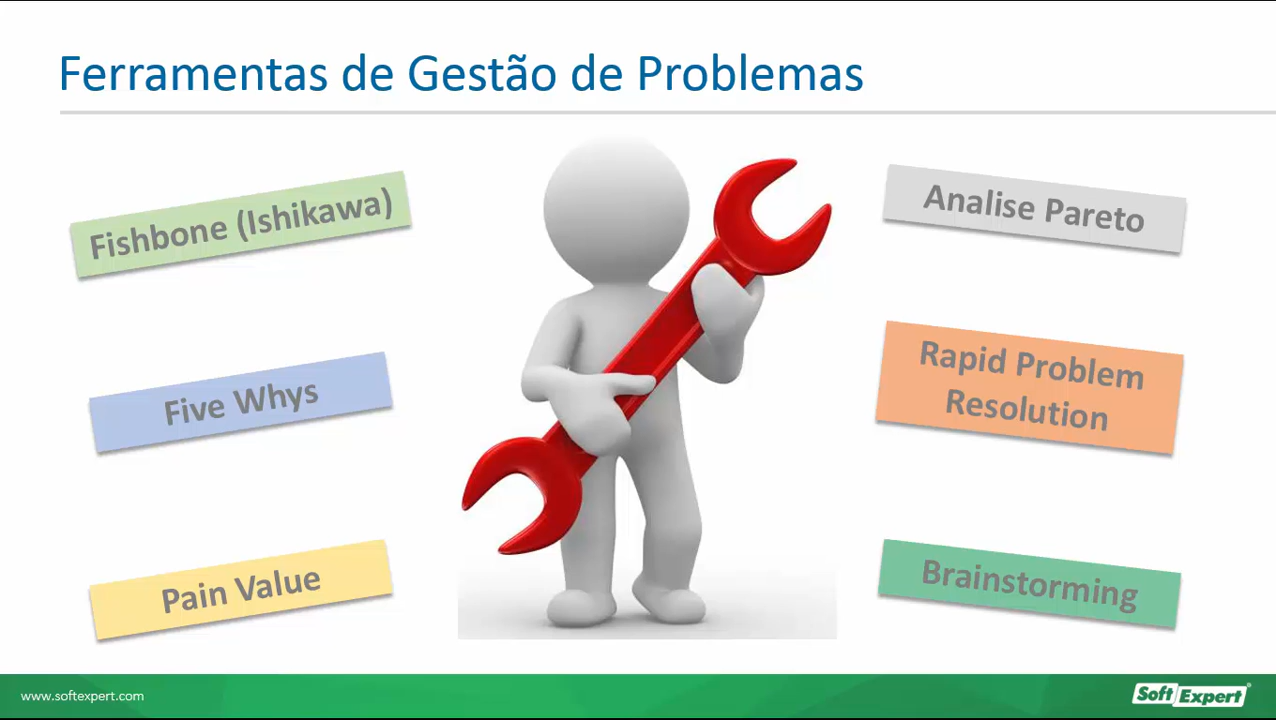 Ferramentas de Gestão de Problemas
Fishbone (Ishikawa)
Five Whys
Pain Value
Analise Pareto
Rapid Problem
Resolution
Brainstorming
www.softexpert.com
SoftExpert